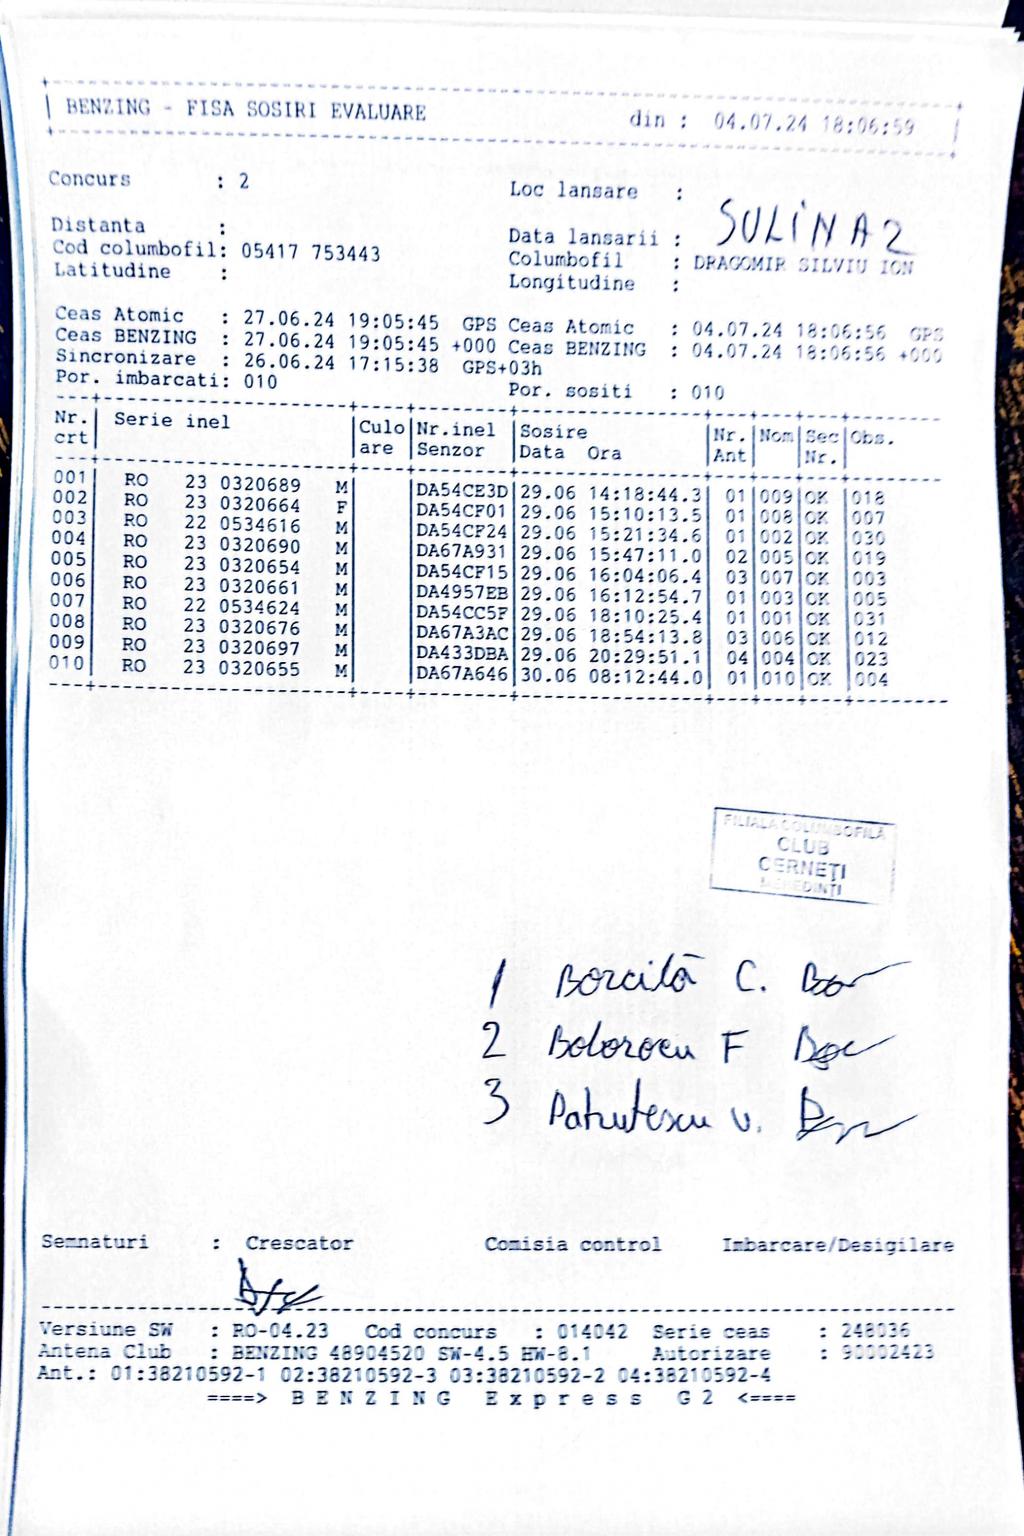 BENZING - FISA SOSIRI EVALUARE din : 04.07.24 18:06:59
Concurs : 2 Loc lansare :
SULINA 2
Distanta : Data lansarii :
Cod columbofil: 05417 753443 Columbofil : DRAGOMIR SILVIU ION
Latitudine : Longitudine :
Ceas Atomic : 27.06.24 19:05:45 GPS Ceas Atomic : 04.07.24 18:06:56 GPS
Ceas BENZING : 27.06.24 19:05:45 +000 Ceas BENZING : 04.07.24 18:06:56 +000
Sincronizare : 26.06.24 17:15:38 GPS+03h
Por. imbarcati: 010 Por. sositi : 010
Nr. Serie inel Culo Nr.inel Sosire Nr. Nom Sec Obs.
crt are Senzor Data Ora Ant Nr.
001 RO 23 0320689 M DA54CE3D 29.06 14:18:44.3 01 009 OK 018
002 RO 23 0320664 F DA54CF01 29.06 15:10:13.5 01 008 OK 007
003 RO 22 0534616 M DA54CF24 29.06 15:21:34.6 01 002 OK 030
004 RO 23 0320690 M DA67A931 29.06 15:47:11.0 02 005 OK 019
005 RO 23 0320654 M DA54CF15 29.06 16:04:06.4 03 007 OK 003
006 RO 23 0320661 M DA4957EB 29.06 16:12:54.7 01 003 OK 005
007 RO 22 0534624 M DA54CC5F 29.06 18:10:25.4 01 001 OK 031
008 RO 23 0320676 M DA67A3AC 29.06 18:54:13.8 03 006 OK 012
009 RO 23 0320697 M DA433DBA 29.06 20:29:51.1 04 004 OK 023
010 RO 23 0320655 M DA67A646 30.06 08:12:44.0 01 010 OK 004
FILIALA COLUMBOFILĂ
CLUB
CERNEȚI
MEHEDINȚI
1 Borcilă C.
2 Bolorocu F
3 Patrutescu V.
Semnaturi : Crescator Comisia control Imbarcare/Desigilare
Versiune SW : RO-04.23 Cod concurs : 014042 Serie ceas : 248036
Antena Club : BENZING 48904520 SW-4.5 HW-8.1 Autorizare : 90002423
Ant.: 01:38210592-1 02:38210592-3 03:38210592-2 04:38210592-4
====> B E N Z I N G E x p r e s s G 2 <====